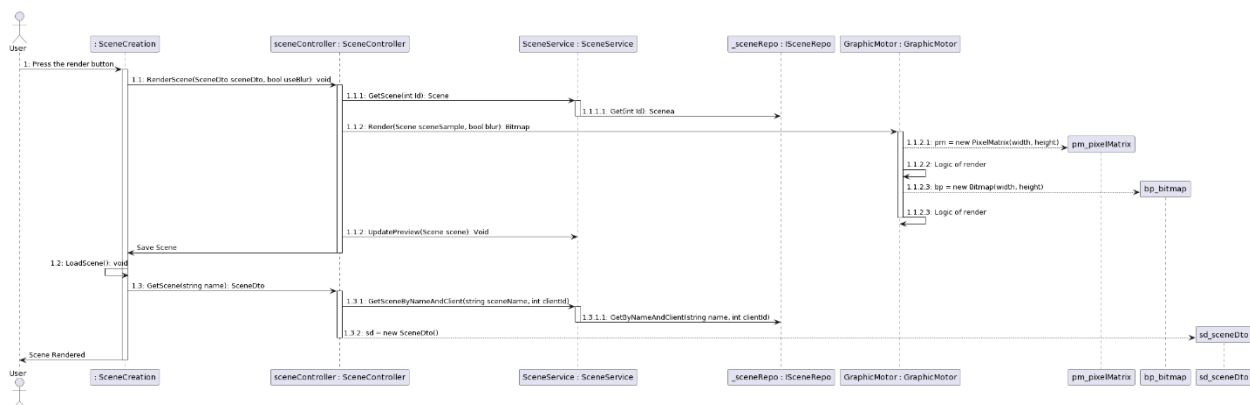 User
: SceneCreation
sceneController : SceneController
SceneService : SceneService
_sceneRepo : ISceneRepo
GraphicMotor : GraphicMotor
1: Press the render button
1.1: RenderScene(SceneDto sceneDto, bool useBlur): void
1.1.1: GetScene(int Id): Scene
1.1.1.1: Get(int Id): Scenea
1.1.2: Render(Scene sceneSample, bool blur): Bitmap
1.1.2.1: pm = new PixelMatrix(width, height)
pm_pixelMatrix
1.1.2.2: Logic of render
1.1.2.3: bp = new Bitmap(width, height)
bp_bitmap
1.1.2.3: Logic of render
1.1.2: UpdatePreview(Scene scene): Void
Save Scene
1.2: LoadScene(): void
1.3: GetScene(string name): SceneDto
1.3.1: GetSceneByNameAndClient(string sceneName, int clientId)
1.3.1.1: GetByNameAndClient(string name, int clientId)
1.3.2: sd = new SceneDto()
sd_sceneDto
Scene Rendered
User
: SceneCreation
sceneController : SceneController
SceneService : SceneService
_sceneRepo : ISceneRepo
GraphicMotor : GraphicMotor
pm_pixelMatrix
bp_bitmap
sd_sceneDto